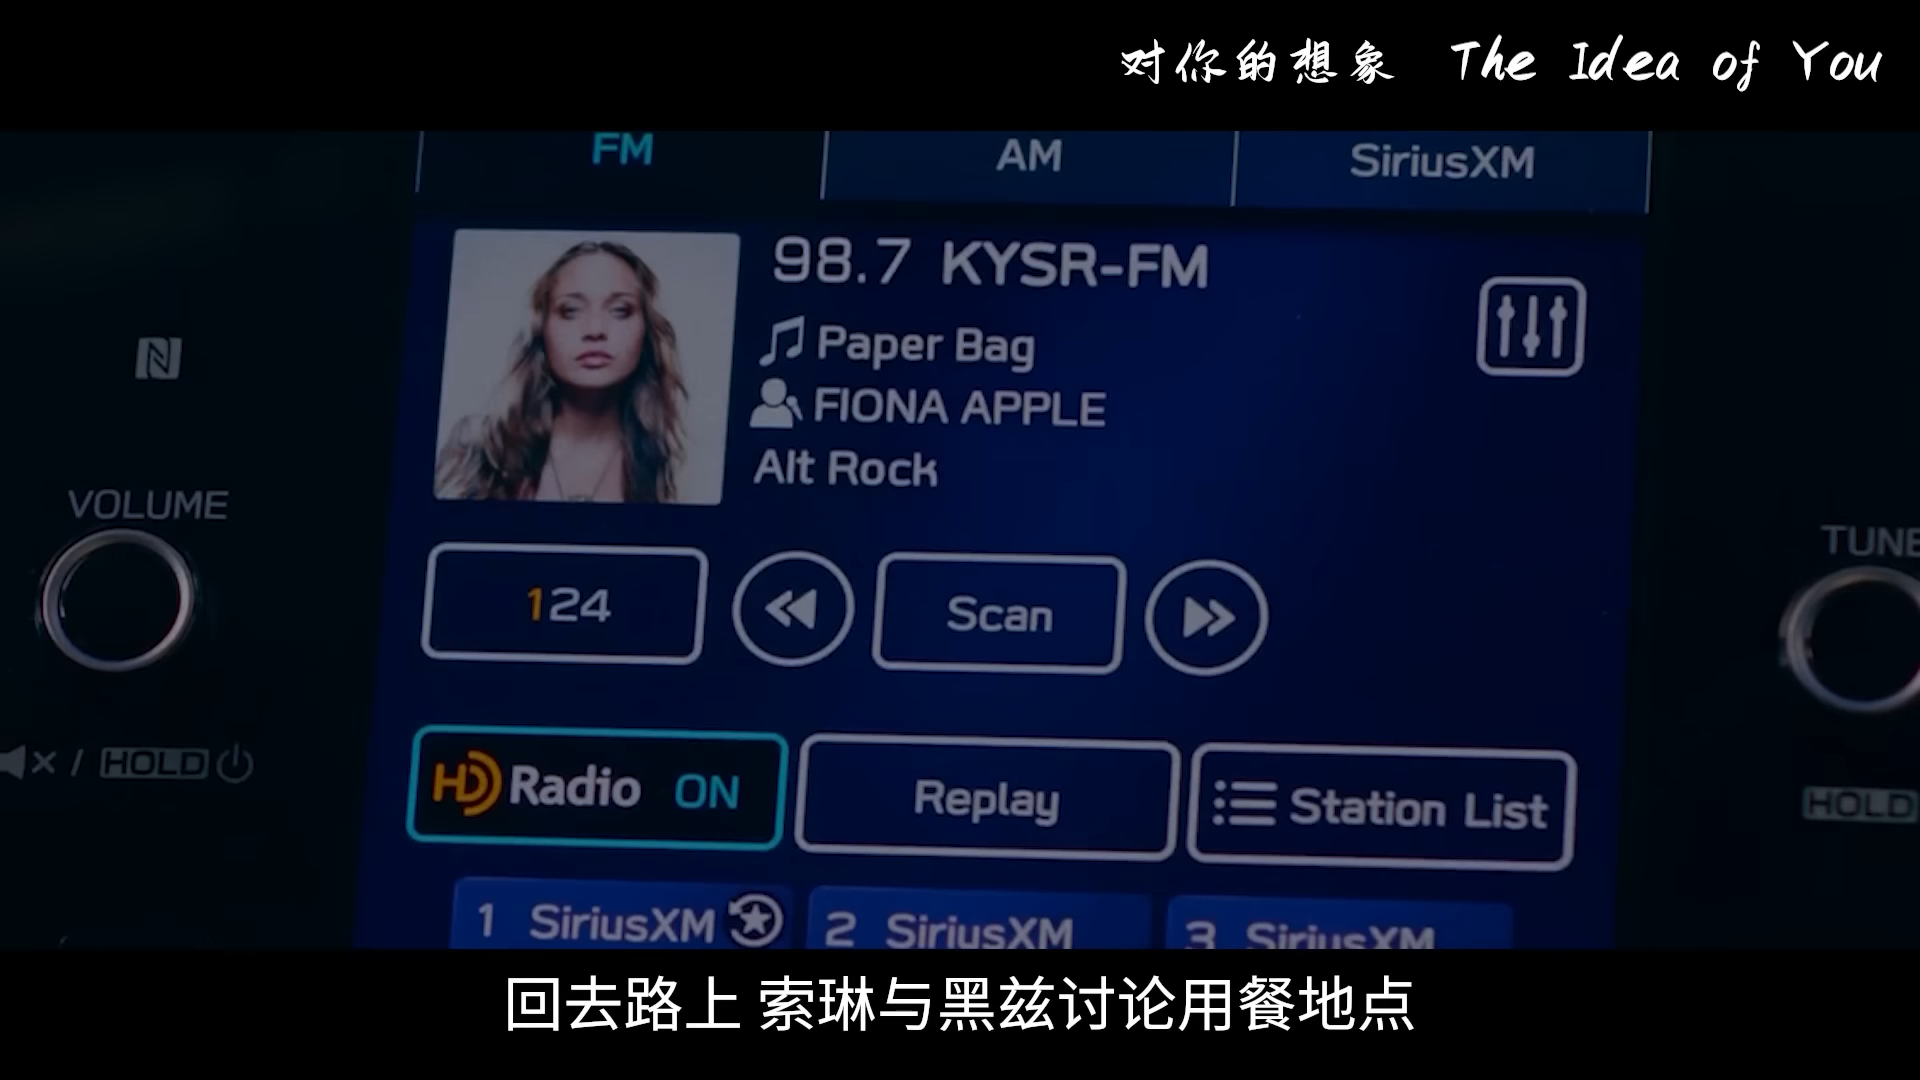 对你的想象 The Idea of You
FM AM SiriusXM
98.7 KYSR-FM
Paper Bag
FIONA APPLE
Alt Rock
VOLUME
TUNE
124 Scan
HD Radio ON Replay Station List
HOLD
HOLD
1 SiriusXM 2 SiriusXM 3 SiriusXM
回去路上 索琳与黑兹讨论用餐地点